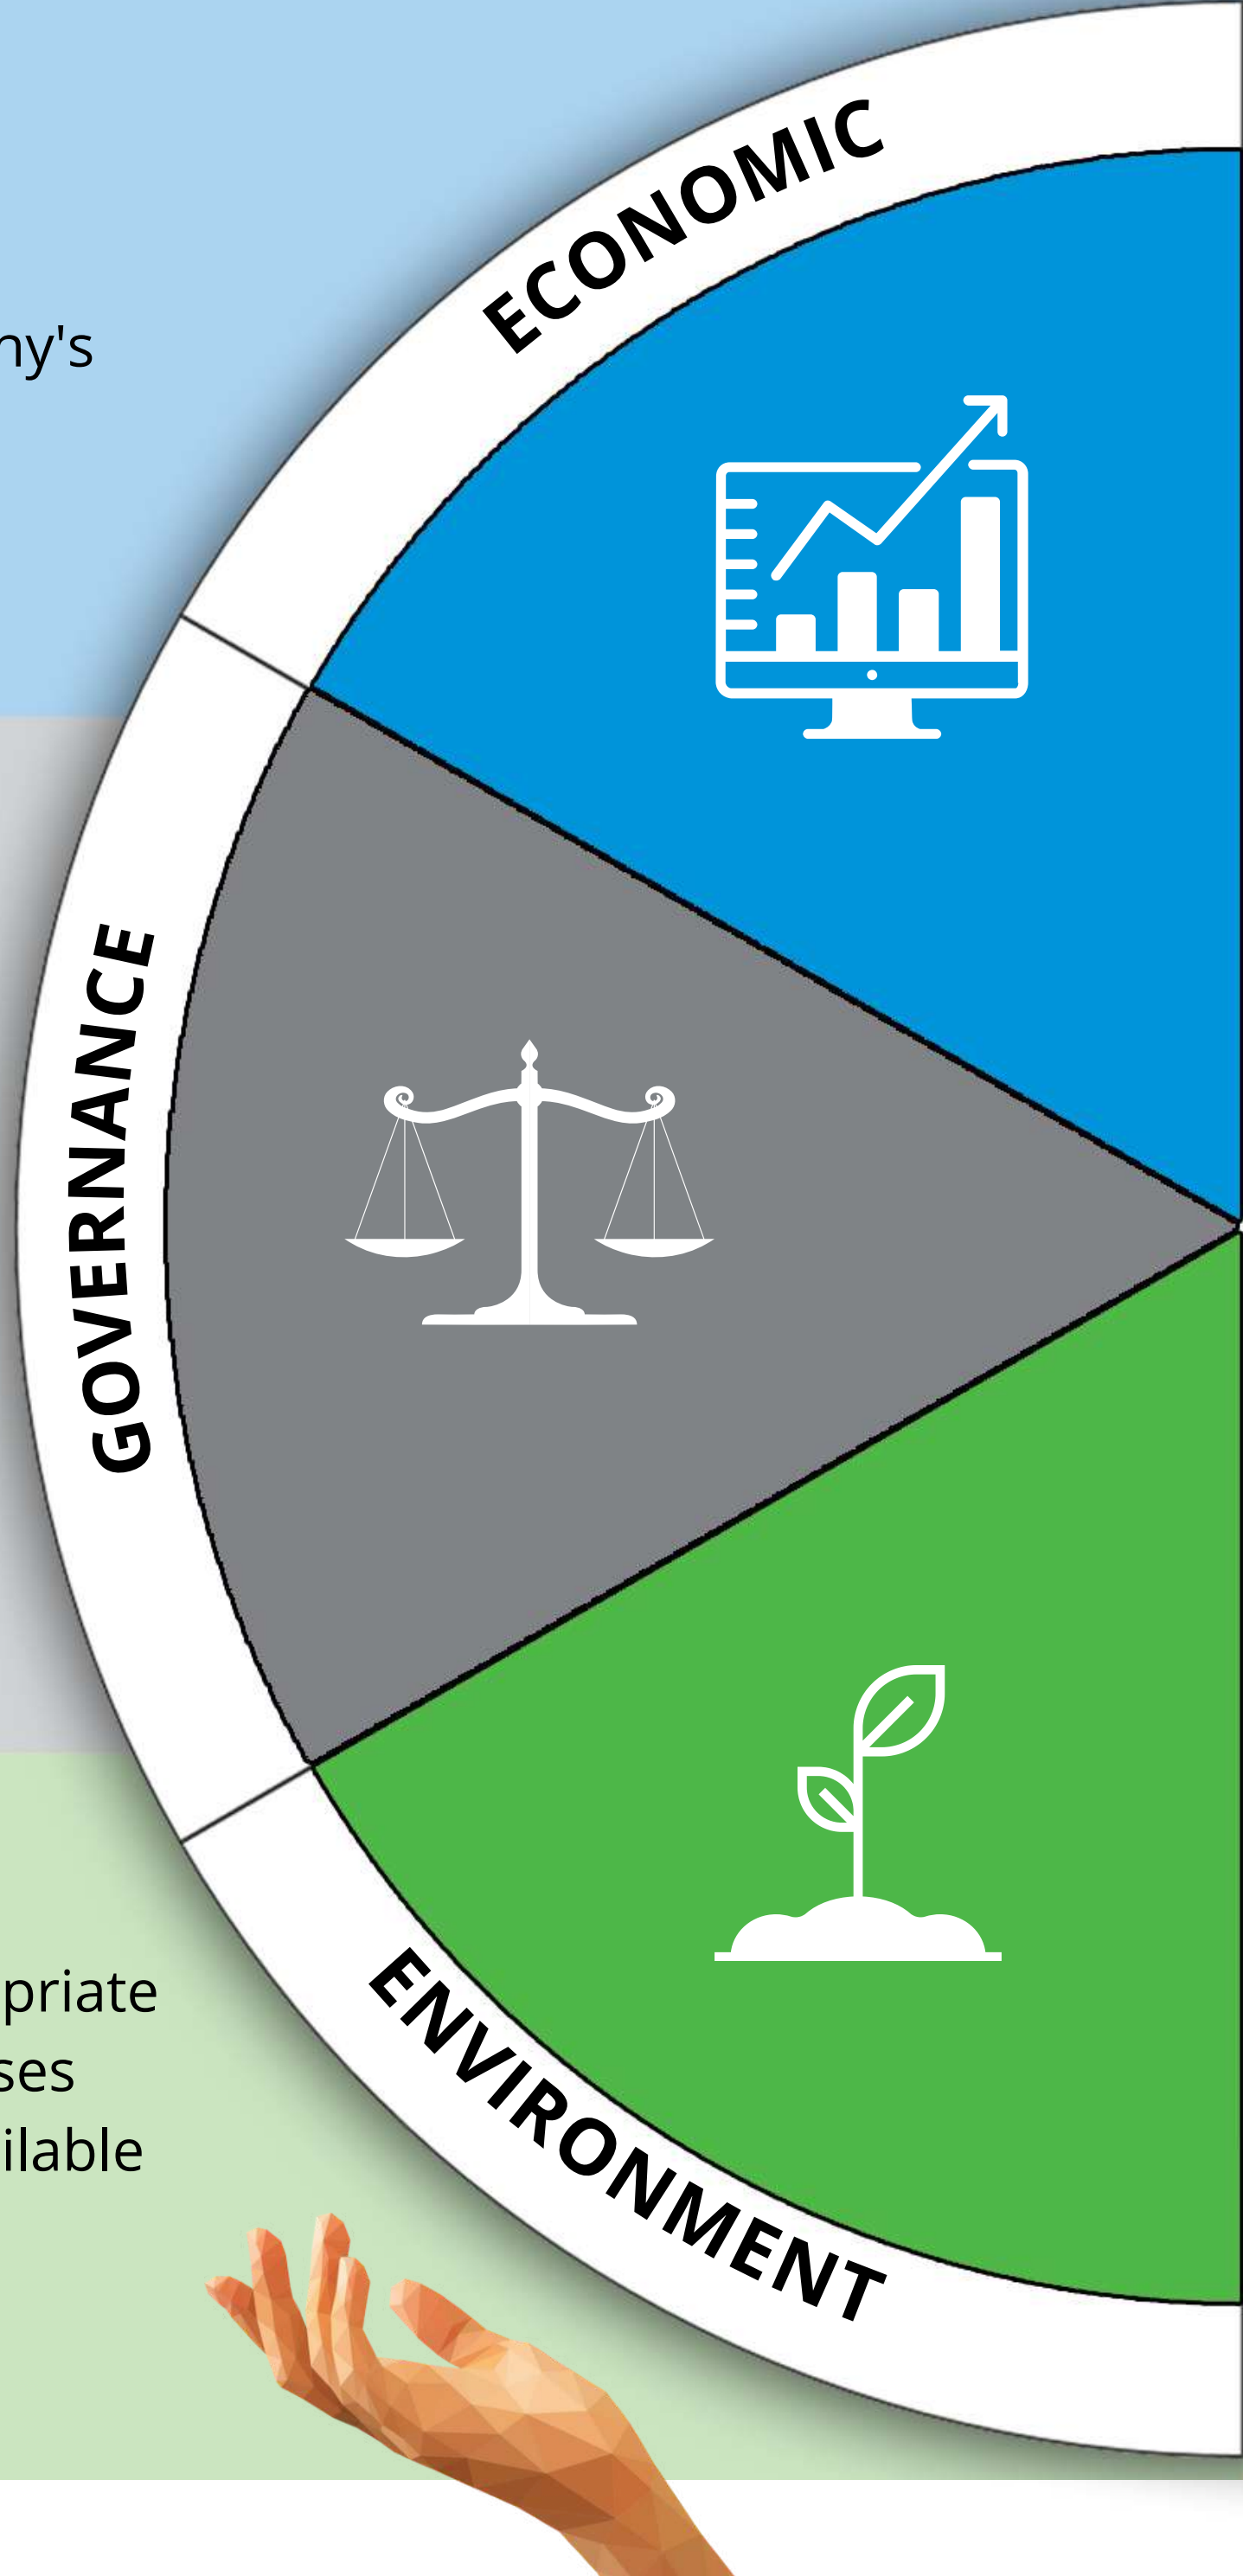 ECONOMIC
ny's
GOVERNANCE
ENVIRONMENT
priate
ses
ilable